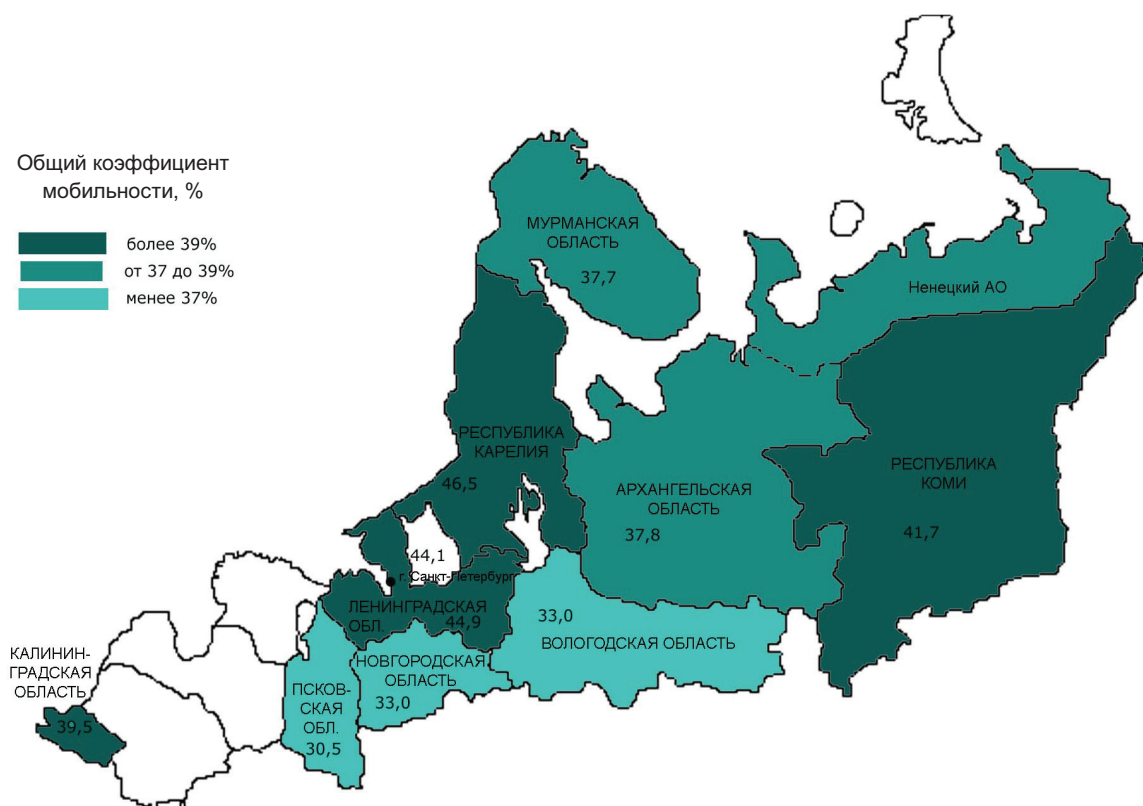 Общий коэффициент
мобильности, %
более 39%
от 37 до 39%
менее 37%
МУРМАНСКАЯ
ОБЛАСТЬ
37,7
Ненецкий АО
РЕСПУБЛИКА
КАРЕЛИЯ
46,5
АРХАНГЕЛЬСКАЯ
ОБЛАСТЬ
37,8
РЕСПУБЛИКА
КОМИ
41,7
44,1
г. Санкт-Петербург
ЛЕНИНГРАДСКАЯ
ОБЛ.
44,9
33,0
ВОЛОГОДСКАЯ ОБЛАСТЬ
КАЛИНИН-
ГРАДСКАЯ
ОБЛАСТЬ
39,5
ПСКОВ-
СКАЯ
ОБЛ.
30,5
НОВГОРОДСКАЯ
ОБЛАСТЬ
33,0